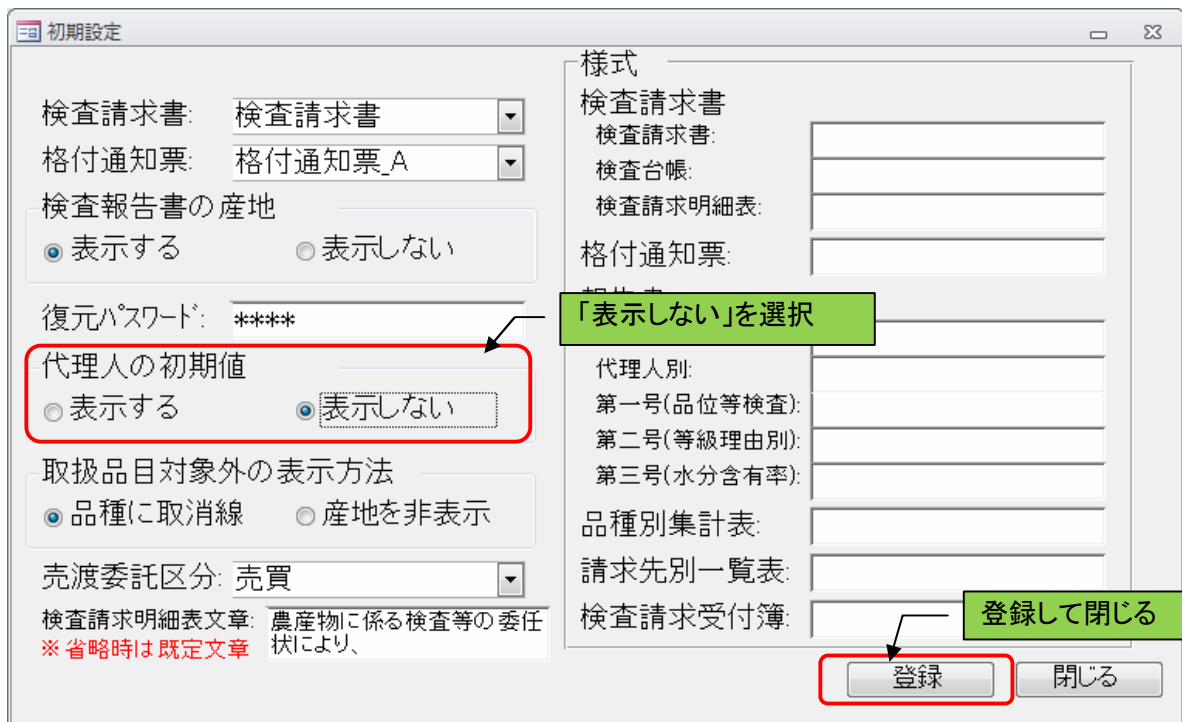 初期設定
検査請求書: 検査請求書
格付通知票: 格付通知票_A
検査報告書の産地
表示する 表示しない
復元パスワード: ****
代理人の初期値
表示する 表示しない
取扱品目対象外の表示方法
品種に取消線 産地を非表示
売渡委託区分: 売買
検査請求明細表文章: 農産物に係る検査等の委任
※省略時は既定文章 状により、
様式
検査請求書
検査請求書:
検査台帳:
検査請求明細表:
格付通知票:
「表示しない」を選択
代理人別:
第一号(品位等検査):
第二号(等級理由別):
第三号(水分含有率):
品種別集計表:
請求先別一覧表:
検査請求受付簿:
登録して閉じる
登録 閉じる